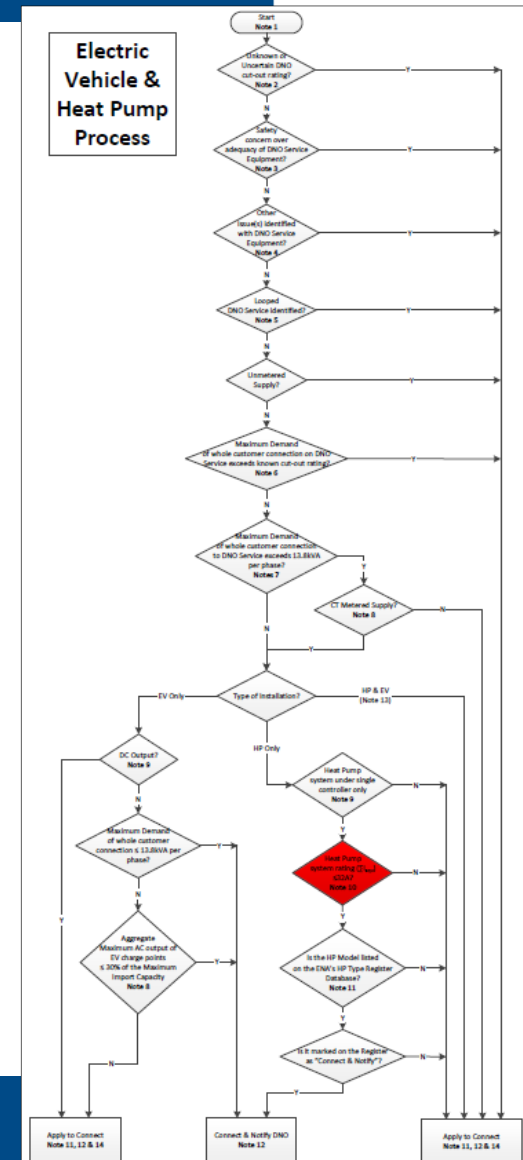 Electric
Vehicle &
Heat Pump
Process
Start
Note 1
Unknown or
Uncertain DNO
cut-out rating?
Note 2
Y
N
Safety
concern over
adequacy of DNO Service
Equipment?
Note 3
Y
N
Other
issue(s) identified
with DNO Service
Equipment?
Note 4
Y
N
Looped
DNO Service identified?
Note 5
Y
N
Unmetered
Supply?
Y
N
Maximum Demand
of whole customer connection on DNO
Service exceeds known cut-out rating?
Note 6
Y
N
Maximum Demand
of whole customer connection
to DNO Service exceeds 13.8kVA
per phase?
Notes 7
Y
CT Metered Supply?
Note 8
N
N
Y
Type of Installation?
EV Only
HP & EV
(Note 13)
HP Only
DC Output?
Note 9
N
Heat Pump
system under single
controller only
Note 9
N
Y
Maximum Demand
of whole customer
connection ≤ 13.8kVA per
phase?
Y
N
Heat Pump
≤32A?
Note 10
N
Y
Y
Aggregate
Maximum AC output of
EV charge points
≤ 30% of the Maximum
Import Capacity
Note 8
Y
Is the HP Model listed
on the ENA's HP Type Register
Database?
Note 11
N
Y
Is it marked on the Register
as "Connect & Notify"?
N
N
Y
Apply to Connect
Note 11, 12 & 14
Connect & Notify DNO
Note 12
Apply to Connect
Note 11, 12 & 14